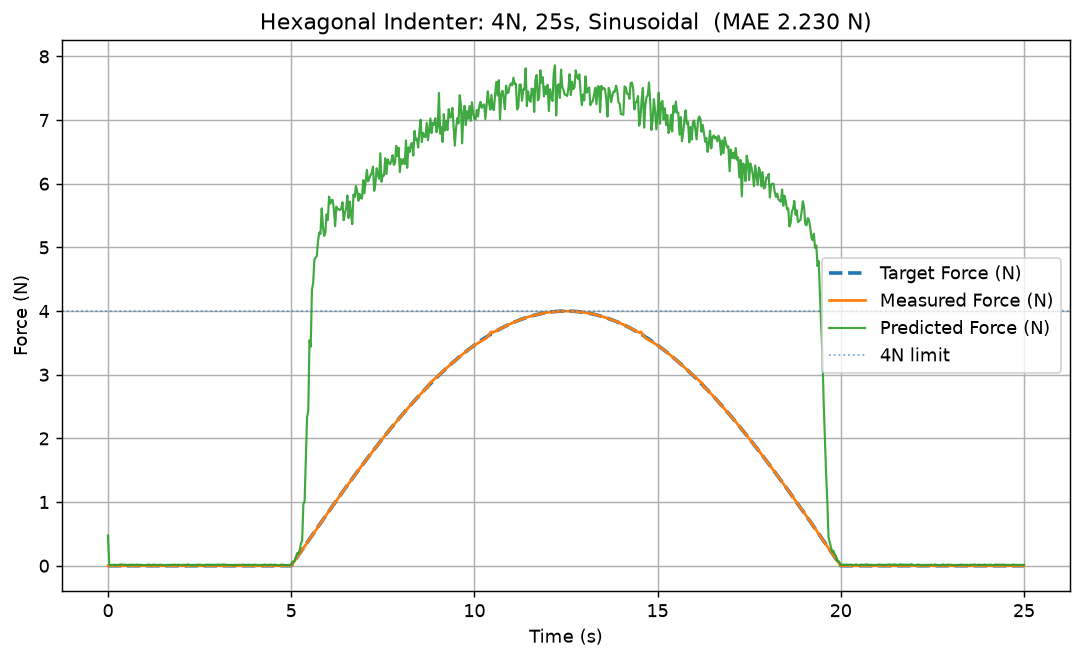 Hexagonal Indenter: 4N, 25s, Sinusoidal (MAE 2.230 N)
8
7
6
5
4
3
2
1
0
Force (N)
Target Force (N)
Measured Force (N)
Predicted Force (N)
4N limit
0 5 10 15 20 25
Time (s)